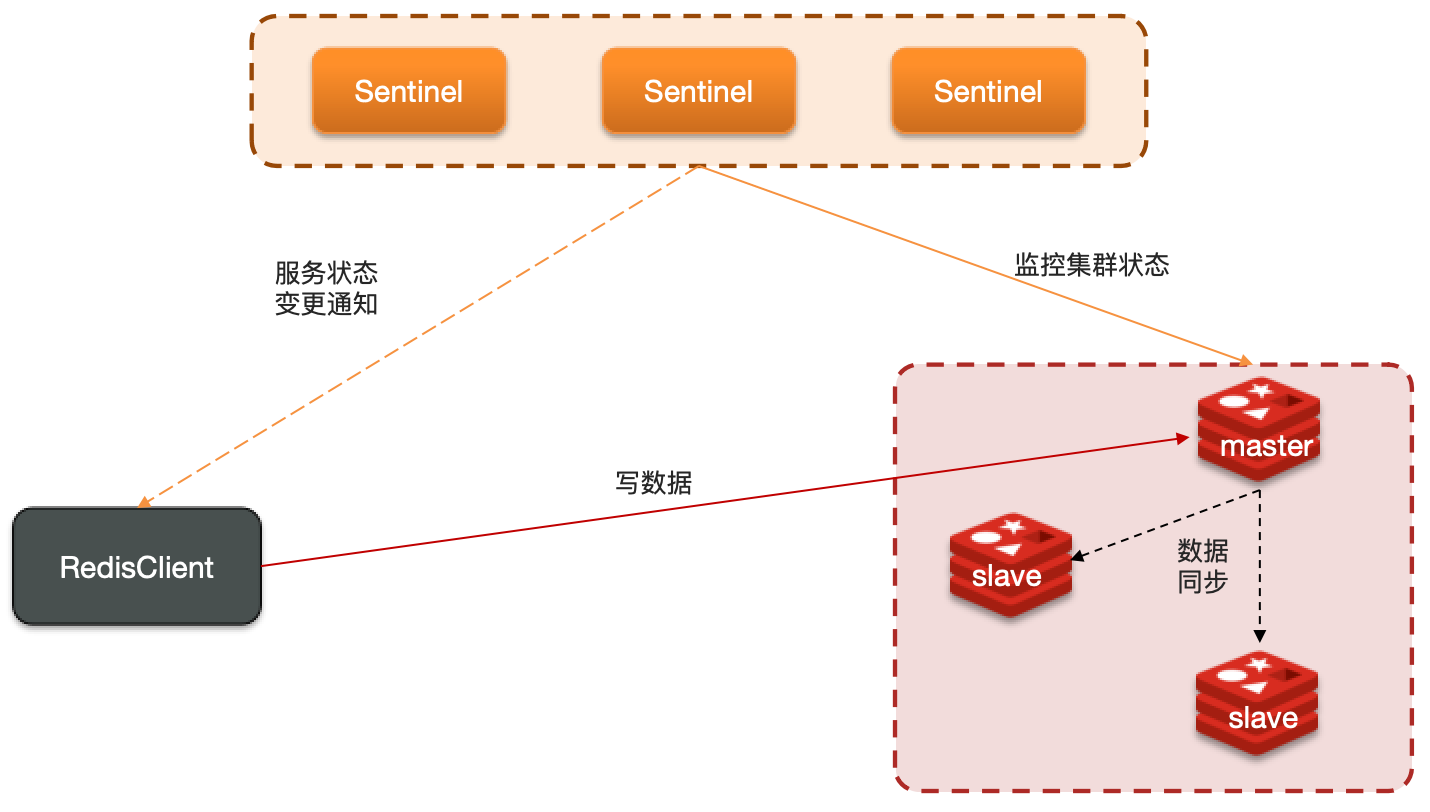 Sentinel
Sentinel
Sentinel
服务状态
变更通知
监控集群状态
master
写数据
数据
同步
slave
RedisClient
slave